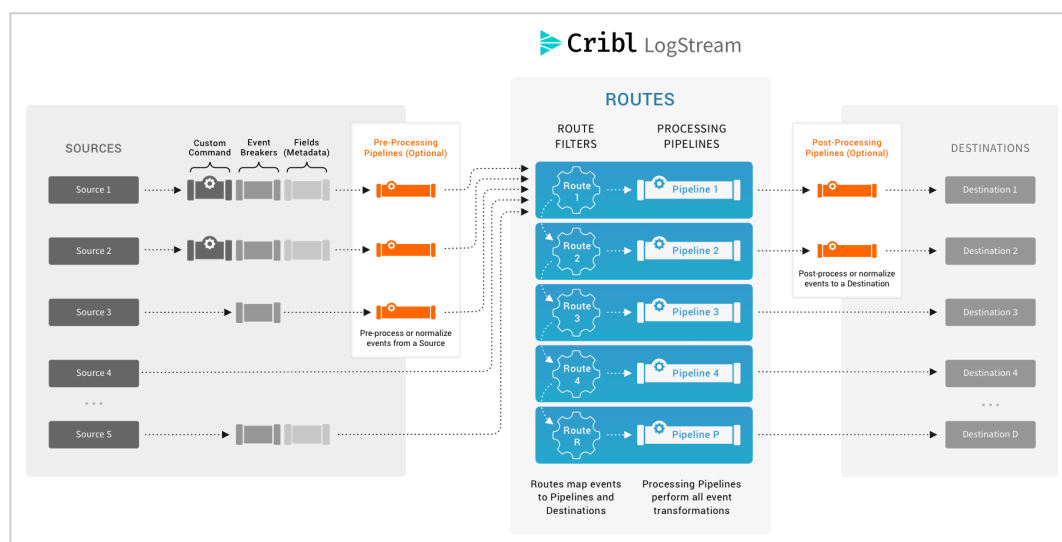 Cribl LogStream
ROUTES
SOURCES
Custom
Command
Event
Breakers
Fields
(Metadata)
Pre-Processing
Pipelines (Optional)
ROUTE
FILTERS
PROCESSING
PIPELINES
Post-Processing
Pipelines (Optional)
DESTINATIONS
Source 1
Route
1
Pipeline 1
Destination 1
Source 2
Route
2
Pipeline 2
Destination 2
Post-process or normalize
events to a Destination
Source 3
Route
3
Pipeline 3
Destination 3
Pre-process or normalize
events from a Source
Source 4
Route
4
Pipeline 4
Destination 4
...
...
Source S
Route
R
Pipeline P
Destination D
Routes map events
to Pipelines and
Destinations
Processing Pipelines
perform all event
transformations